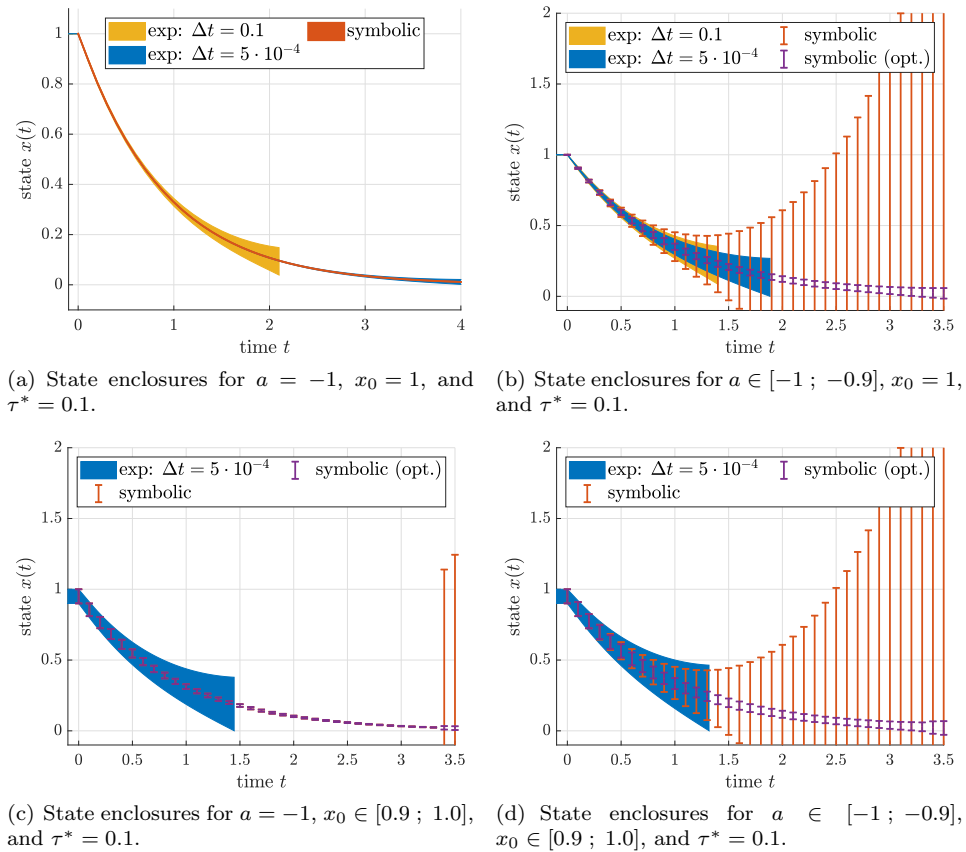 exp: Δt = 0.1
exp: Δt = 5 · 10⁻⁴
symbolic
state x(t)
1
0.8
0.6
0.4
0.2
0
0 1 2 3 4
time t
(a) State enclosures for a = −1, x₀ = 1, and
τ* = 0.1.
exp: Δt = 0.1
exp: Δt = 5 · 10⁻⁴
symbolic
symbolic (opt.)
state x(t)
2
1.5
1
0.5
0
0 0.5 1 1.5 2 2.5 3 3.5
time t
(b) State enclosures for a ∈ [−1 ; −0.9], x₀ = 1,
and τ* = 0.1.
exp: Δt = 5 · 10⁻⁴
symbolic
symbolic (opt.)
state x(t)
2
1.5
1
0.5
0
0 0.5 1 1.5 2 2.5 3 3.5
time t
(c) State enclosures for a = −1, x₀ ∈ [0.9 ; 1.0],
and τ* = 0.1.
exp: Δt = 5 · 10⁻⁴
symbolic
symbolic (opt.)
state x(t)
2
1.5
1
0.5
0
0 0.5 1 1.5 2 2.5 3 3.5
time t
(d) State enclosures for a ∈ [−1 ; −0.9],
x₀ ∈ [0.9 ; 1.0], and τ* = 0.1.